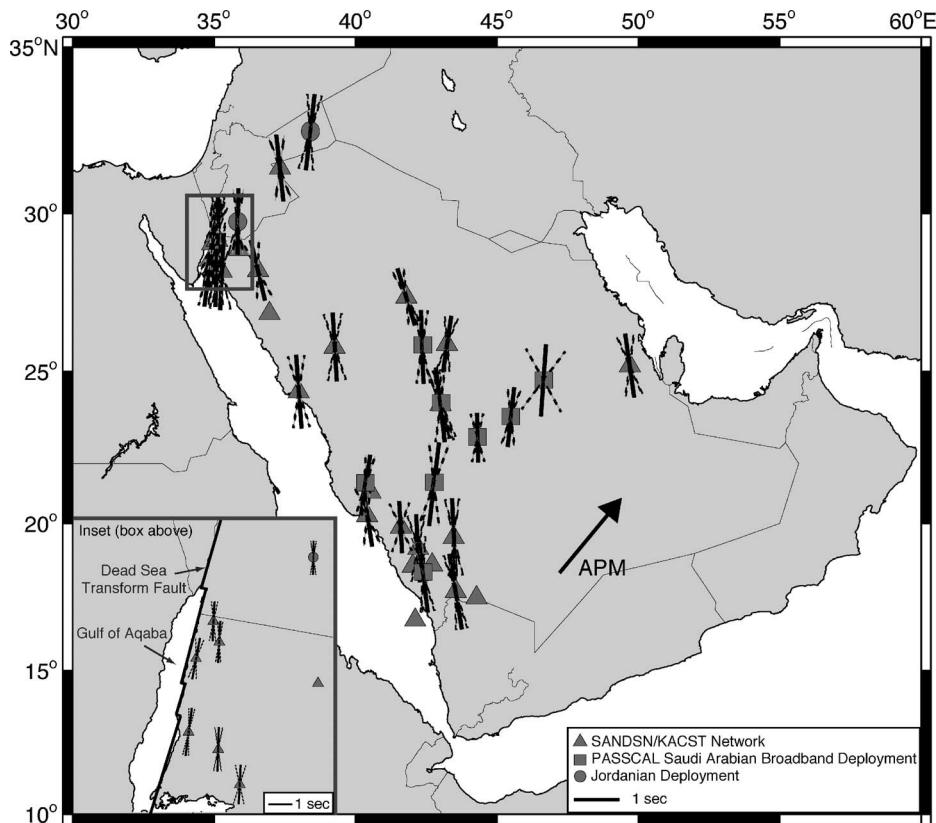 30° 35° 40° 45° 50° 55° 60°E
35°N
30°
25°
20°
15°
10°
APM
Inset (box above)
Dead Sea
Transform Fault
Gulf of Aqaba
1 sec
SANDSN/KACST Network
PASSCAL Saudi Arabian Broadband Deployment
Jordanian Deployment
1 sec